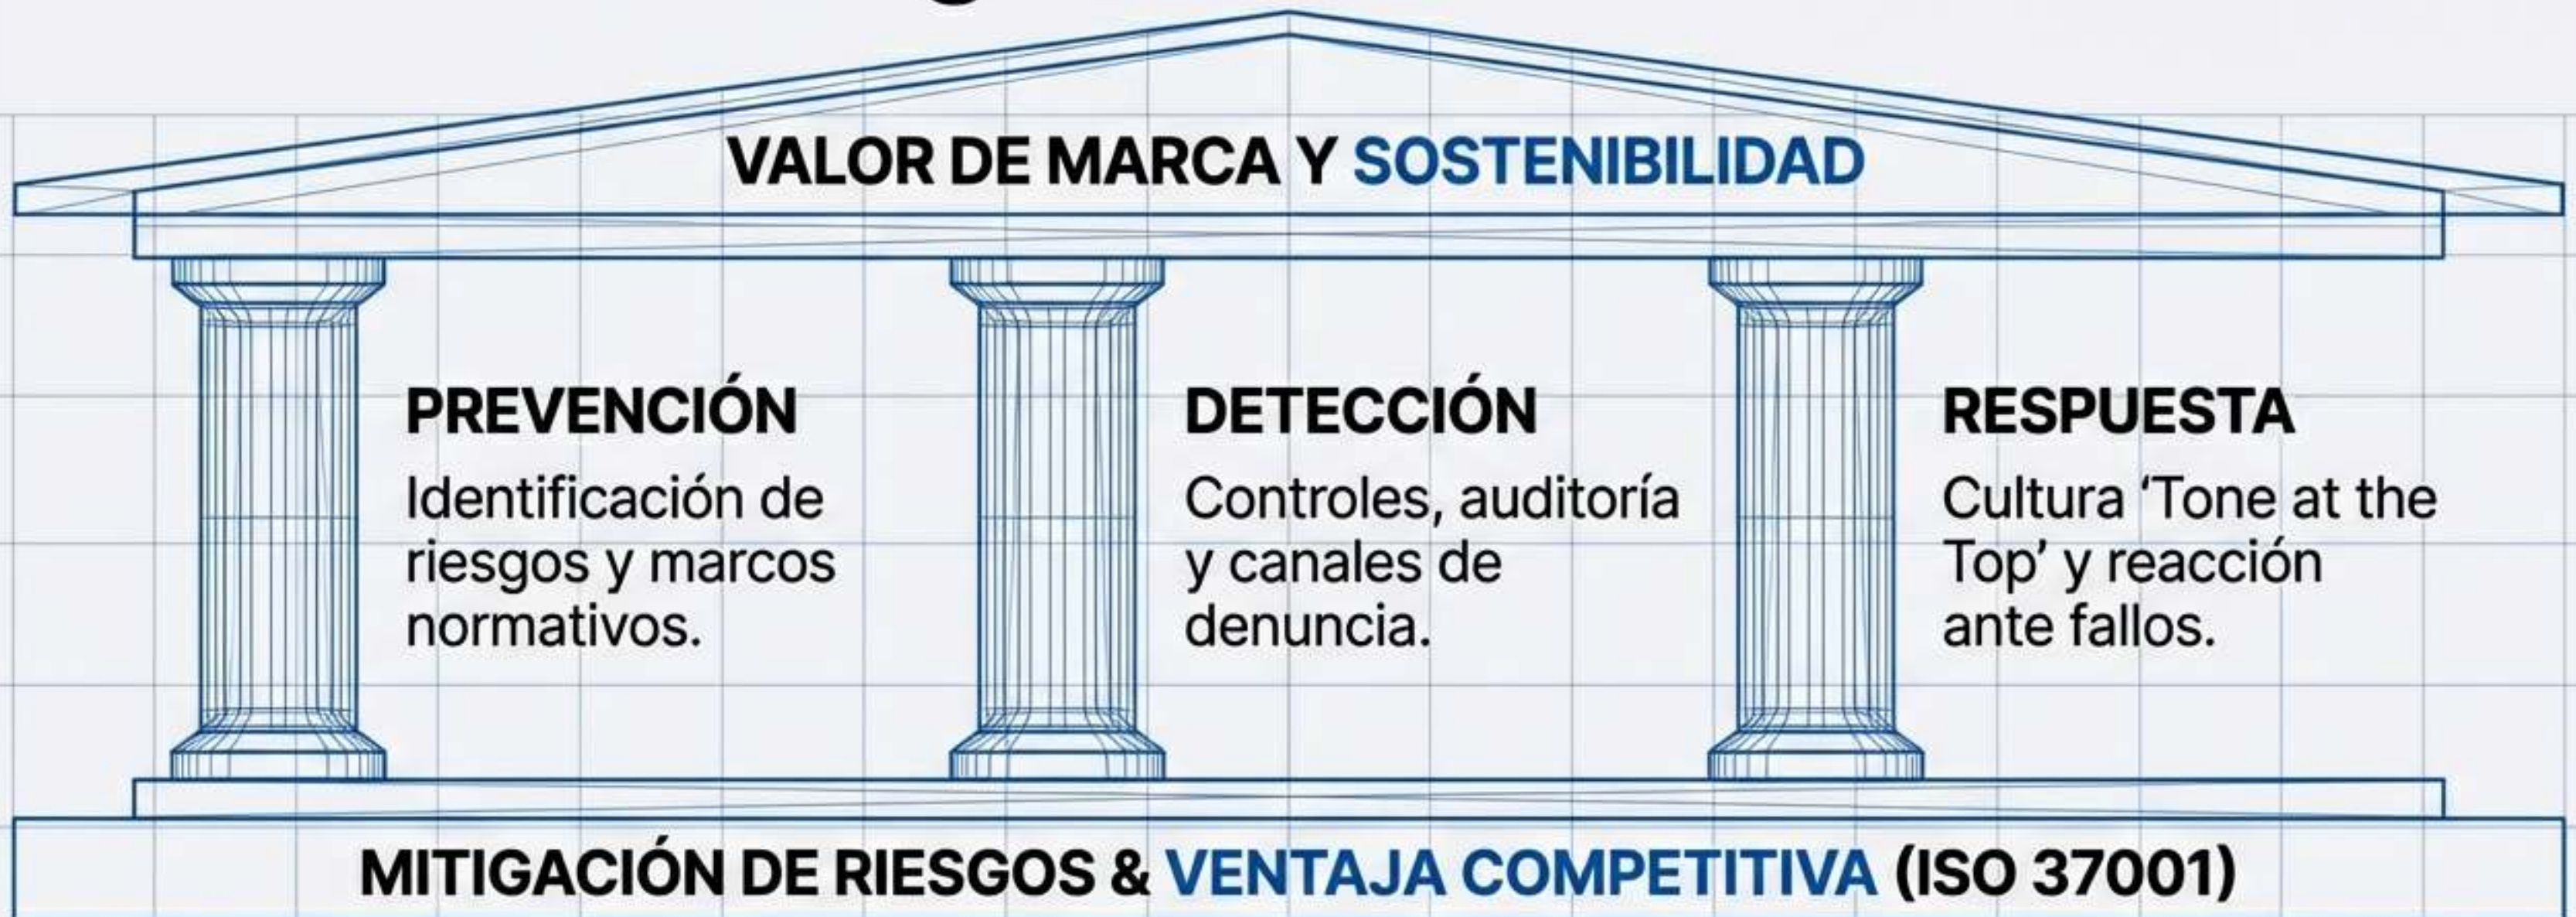 VALOR DE MARCA Y SOSTENIBILIDAD
PREVENCIÓN
Identificación de
riesgos y marcos
normativos.
DETECCIÓN
Controles, auditoría
y canales de
denuncia.
RESPUESTA
Cultura ‘Tone at the
Top’ y reacción
ante fallos.
MITIGACIÓN DE RIESGOS & VENTAJA COMPETITIVA (ISO 37001)